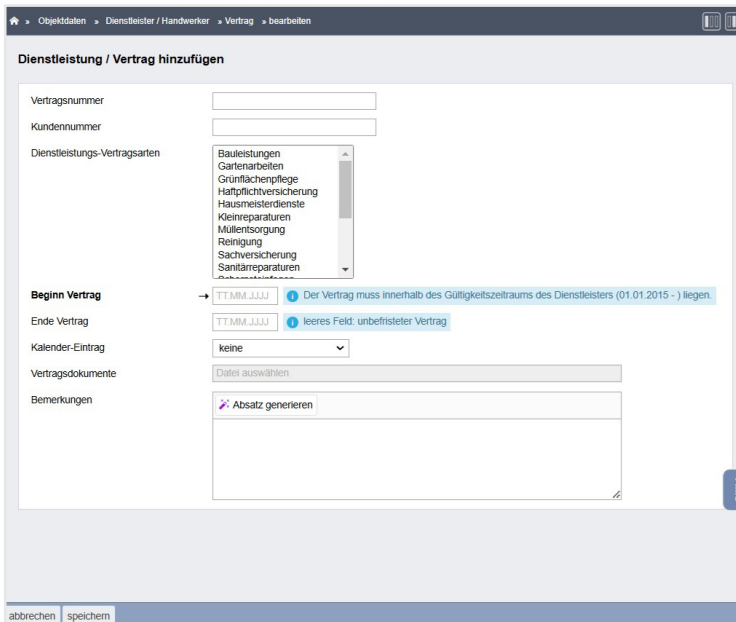 » Objektdaten » Dienstleister / Handwerker » Vertrag » bearbeiten
Dienstleistung / Vertrag hinzufügen
Vertragsnummer
Kundennummer
Dienstleistungs-Vertragsarten
Bauleistungen
Gartenarbeiten
Grünflächenpflege
Haftpflichtversicherung
Hausmeisterdienste
Kleinreparaturen
Müllentsorgung
Reinigung
Sachversicherung
Sanitärreparaturen
Beginn Vertrag → TT.MM.JJJJ Der Vertrag muss innerhalb des Gültigkeitszeitraums des Dienstleisters (01.01.2015 - ) liegen.
Ende Vertrag TT.MM.JJJJ leeres Feld: unbefristeter Vertrag
Kalender-Eintrag keine
Vertragsdokumente Datei auswählen
Bemerkungen Absatz generieren
abbrechen speichern